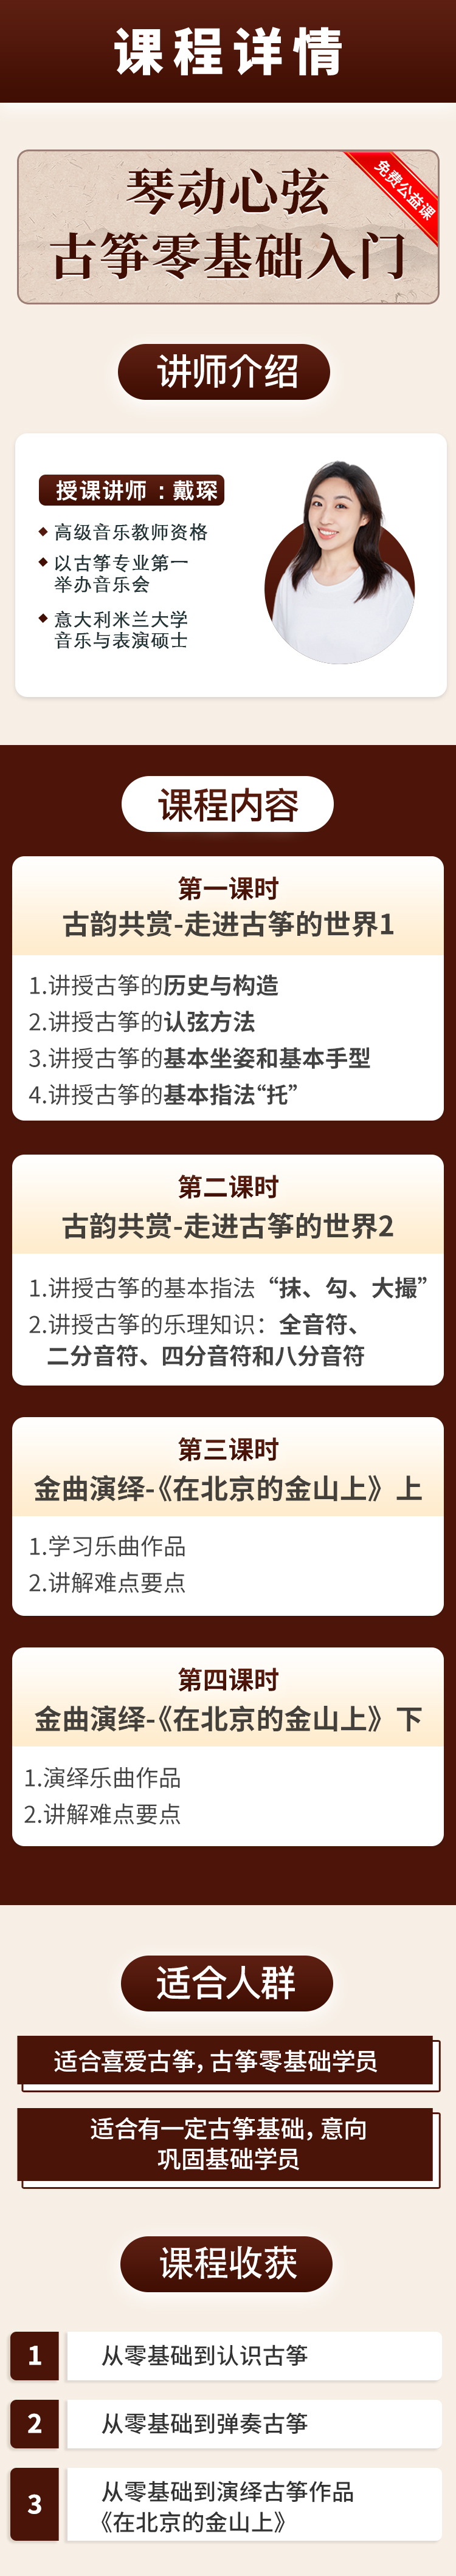 课程详情
免费公益课
琴动心弦
古筝零基础入门
讲师介绍
授课讲师：戴琛
高级音乐教师资格
以古筝专业第一
举办音乐会
意大利米兰大学
音乐与表演硕士
课程内容
第一课时
古韵共赏-走进古筝的世界1
1.讲授古筝的历史与构造
2.讲授古筝的认弦方法
3.讲授古筝的基本坐姿和基本手型
4.讲授古筝的基本指法“托”
第二课时
古韵共赏-走进古筝的世界2
1.讲授古筝的基本指法“抹、勾、大撮”
2.讲授古筝的乐理知识：全音符、
二分音符、四分音符和八分音符
第三课时
金曲演绎-《在北京的金山上》上
1.学习乐曲作品
2.讲解难点要点
第四课时
金曲演绎-《在北京的金山上》下
1.演绎乐曲作品
2.讲解难点要点
适合人群
适合喜爱古筝，古筝零基础学员
适合有一定古筝基础，意向
巩固基础学员
课程收获
1 从零基础到认识古筝
2 从零基础到弹奏古筝
3 从零基础到演绎古筝作品
《在北京的金山上》